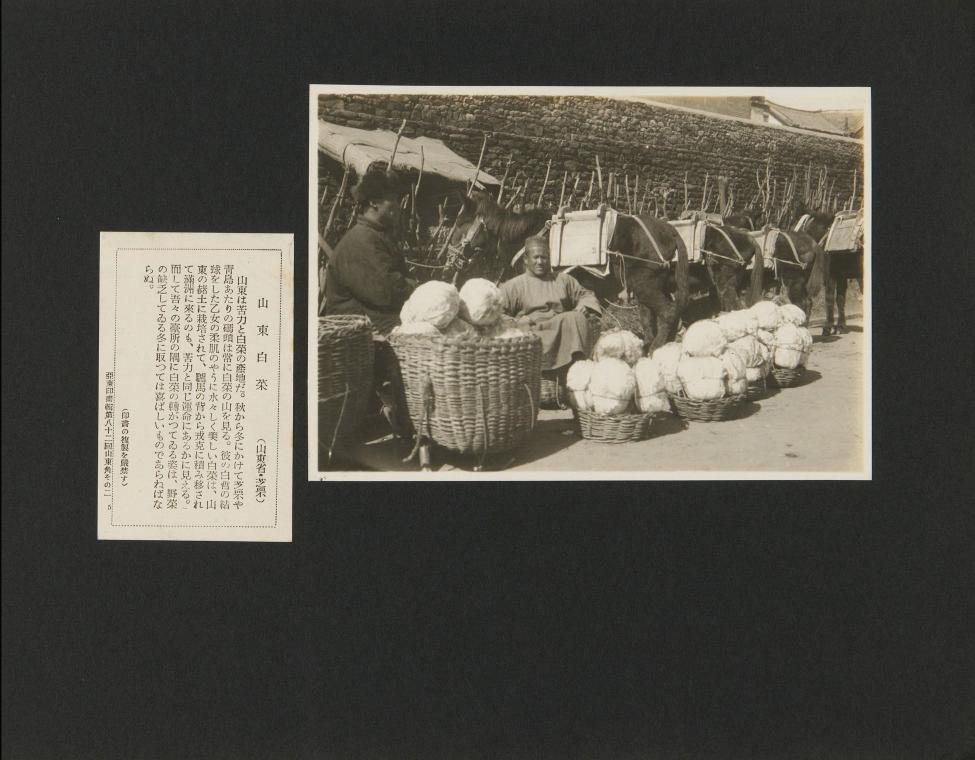 山東白菜
(山東省・芝罘)
山東は苦力と白菜の產地だ。秋から冬にかけて芝罘や
靑島あたりの碼頭は常に白菜の山を見る。彼の白晳の結
球をした乙女の柔肌のやうに水々しく美しい白菜は、山
東の赭土に栽培されて、驢馬の背から戎克に積み移され
て滿洲に來るのも、苦力と同じ運命にあるかに見える。
而して吾々の臺所の隅に白菜の轉がつてゐる姿は、野菜
の缺乏してゐる冬に取つては喜ばしいものであらねばな
らぬ。
(印畫の複製を嚴禁す)
亞東印畫輯第八十二回山東角その二 5